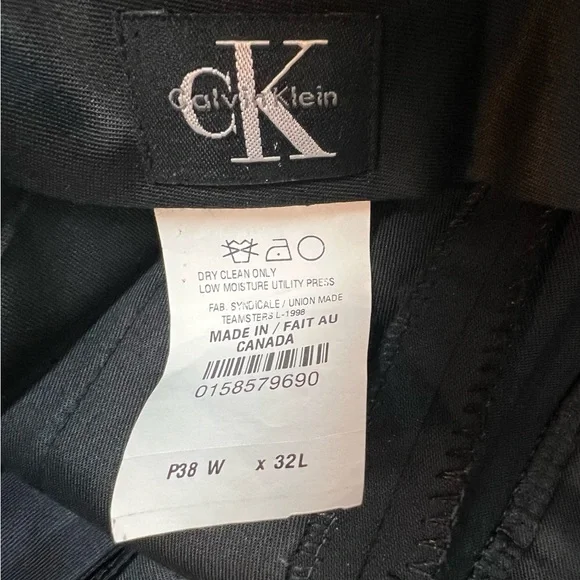 CK
Calvin Klein
DRY CLEAN ONLY
LOW MOISTURE UTILITY PRESS
FAB. SYNDICALE / UNION MADE
TEAMSTERS L-1998
MADE IN / FAIT AU
CANADA
0158579690
P38 W x 32L